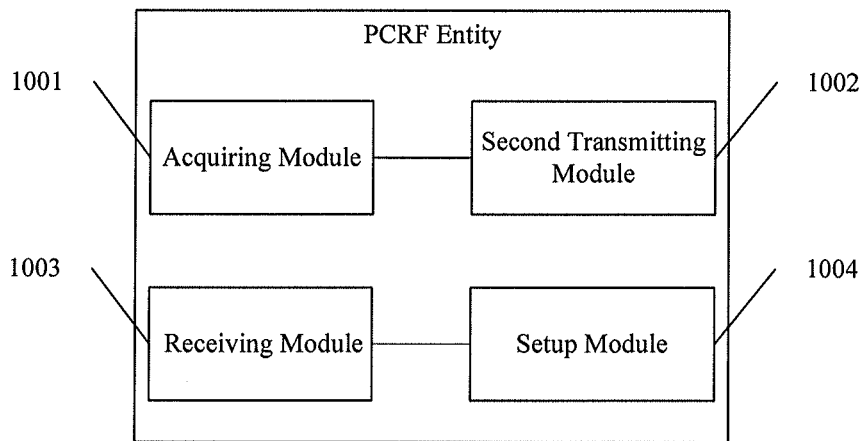 PCRF Entity
1001
1002
Acquiring Module
Second Transmitting
Module
1003
1004
Receiving Module
Setup Module